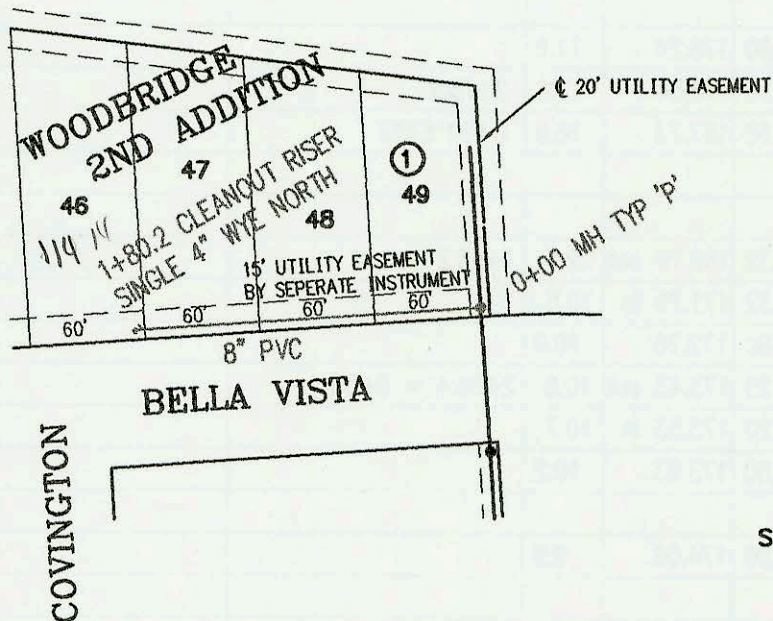 WOODBRIDGE
2ND ADDITION
℄ 20' UTILITY EASEMENT
46
47
48
①
49
114
1+80.2 CLEANOUT RISER
SINGLE 4" WYE NORTH
0+00 MH TYP 'P'
15' UTILITY EASEMENT
BY SEPERATE INSTRUMENT
60'
60'
60'
60'
8" PVC
BELLA VISTA
COVINGTON
S